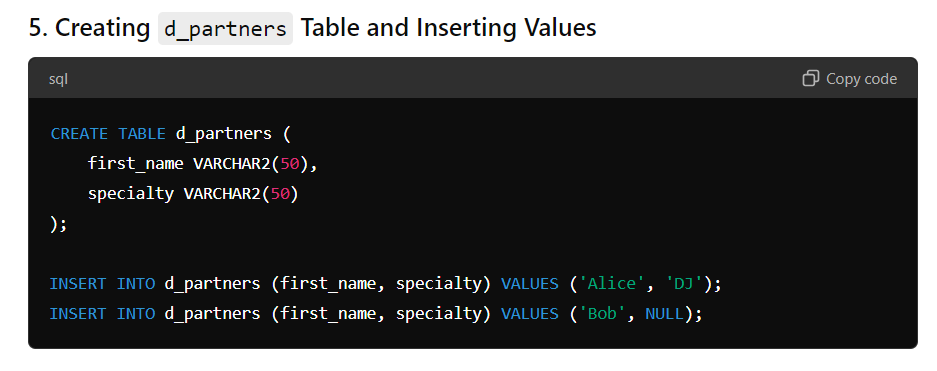 5. Creating d_partners Table and Inserting Values
sql
Copy code
CREATE TABLE d_partners (
    first_name VARCHAR2(50),
    specialty VARCHAR2(50)
);
INSERT INTO d_partners (first_name, specialty) VALUES ('Alice', 'DJ');
INSERT INTO d_partners (first_name, specialty) VALUES ('Bob', NULL);